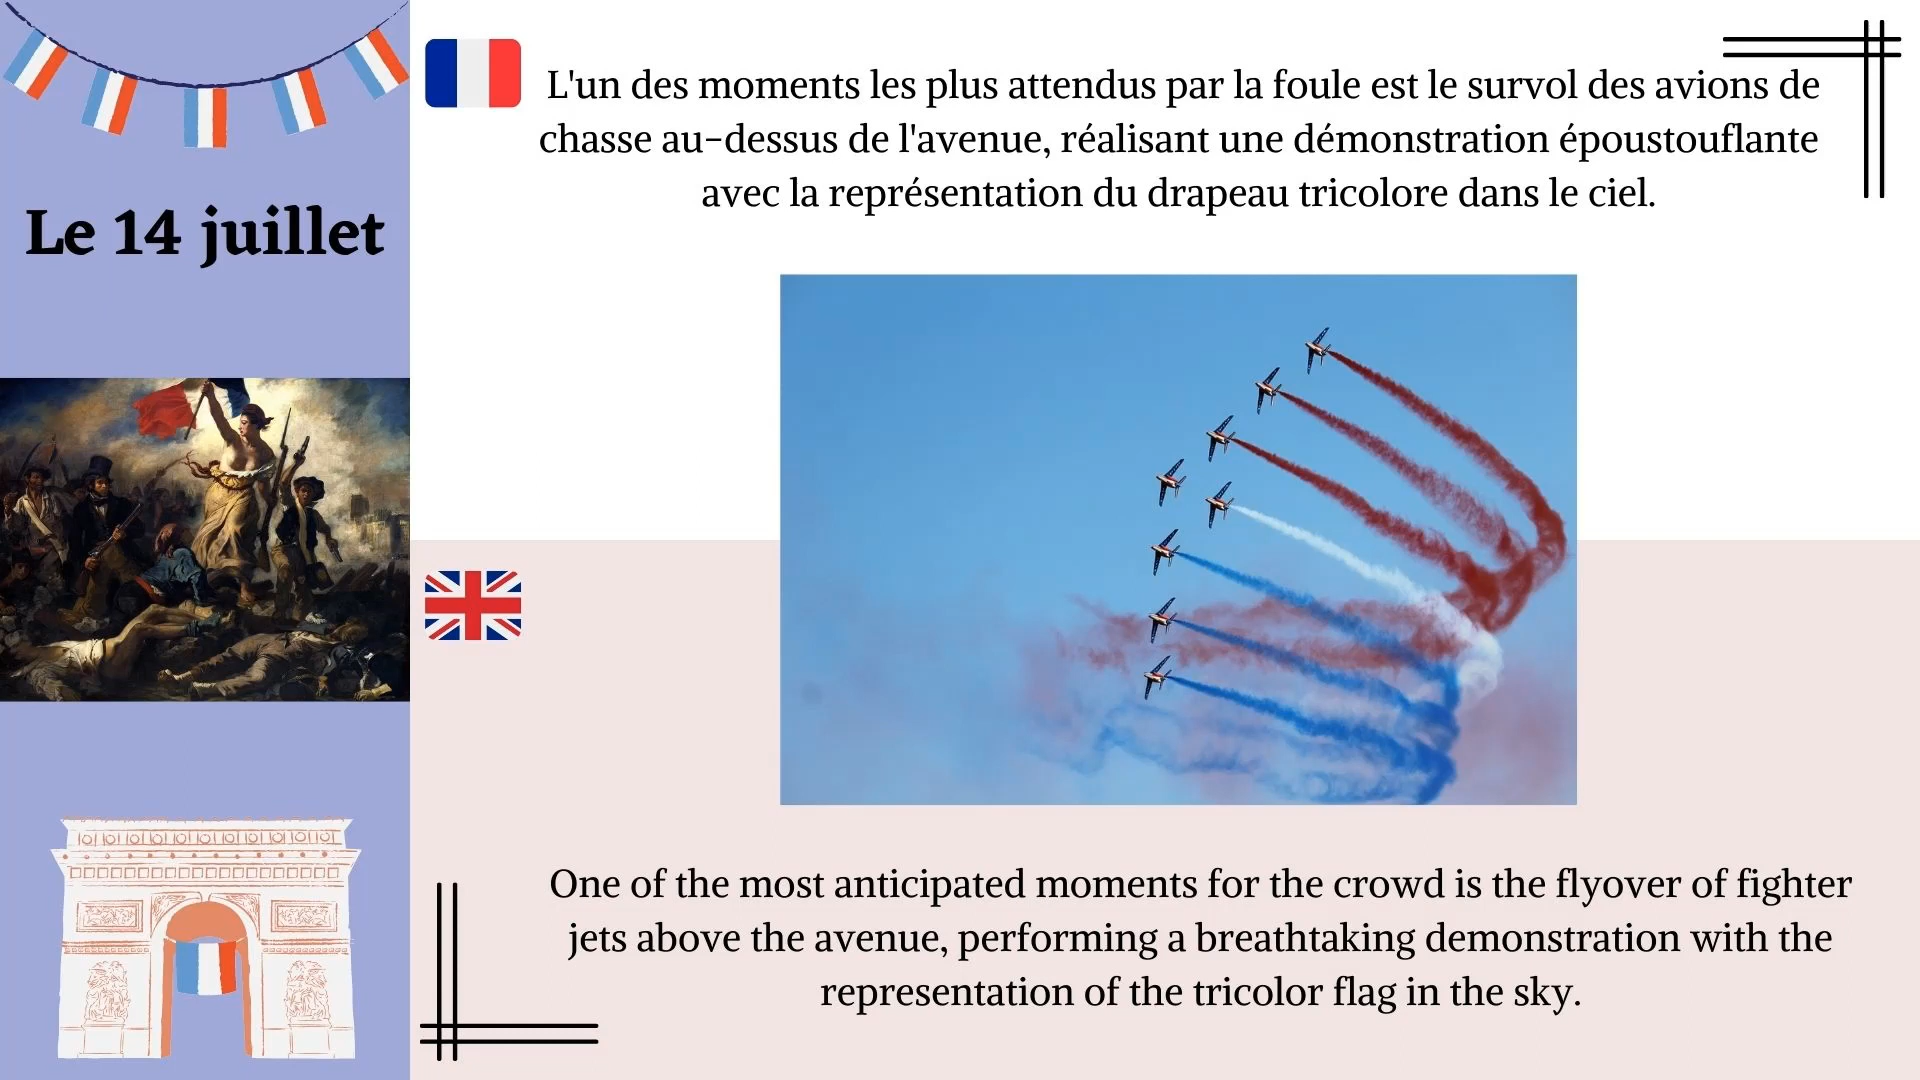 Le 14 juillet
L'un des moments les plus attendus par la foule est le survol des avions de
chasse au-dessus de l'avenue, réalisant une démonstration époustouflante
avec la représentation du drapeau tricolore dans le ciel.
One of the most anticipated moments for the crowd is the flyover of fighter
jets above the avenue, performing a breathtaking demonstration with the
representation of the tricolor flag in the sky.